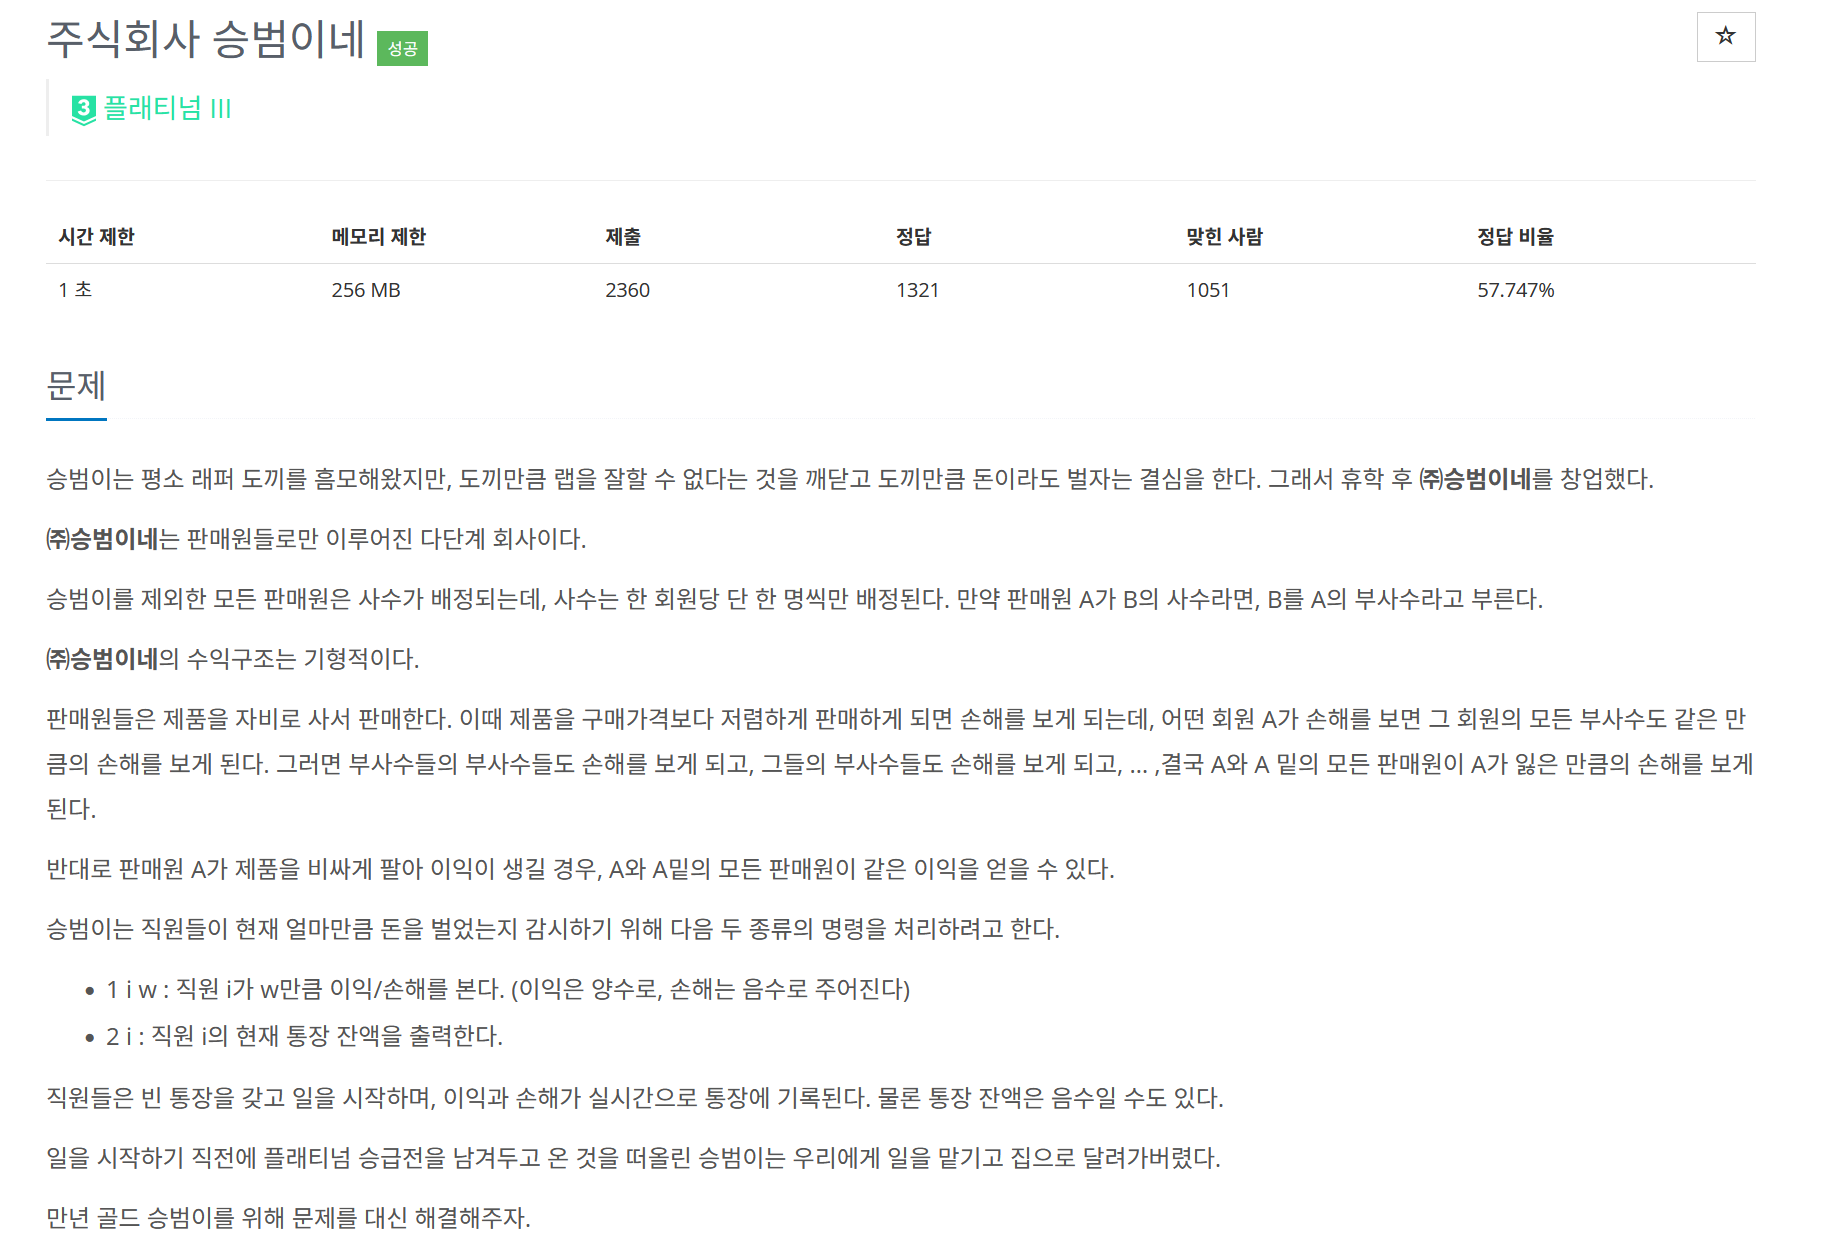 주식회사 승범이네 성공
☆
3 플래티넘 III
시간 제한 메모리 제한 제출 정답 맞힌 사람 정답 비율
1 초 256 MB 2360 1321 1051 57.747%
문제
승범이는 평소 래퍼 도끼를 흠모해왔지만, 도끼만큼 랩을 잘할 수 없다는 것을 깨닫고 도끼만큼 돈이라도 벌자는 결심을 한다. 그래서 휴학 후 ㈜승범이네를 창업했다.
㈜승범이네는 판매원들로만 이루어진 다단계 회사이다.
승범이를 제외한 모든 판매원은 사수가 배정되는데, 사수는 한 회원당 단 한 명씩만 배정된다. 만약 판매원 A가 B의 사수라면, B를 A의 부사수라고 부른다.
㈜승범이네의 수익구조는 기형적이다.
판매원들은 제품을 자비로 사서 판매한다. 이때 제품을 구매가격보다 저렴하게 판매하게 되면 손해를 보게 되는데, 어떤 회원 A가 손해를 보면 그 회원의 모든 부사수도 같은 만
큼의 손해를 보게 된다. 그러면 부사수들의 부사수들도 손해를 보게 되고, 그들의 부사수들도 손해를 보게 되고, ... ,결국 A와 A 밑의 모든 판매원이 A가 잃은 만큼의 손해를 보게
된다.
반대로 판매원 A가 제품을 비싸게 팔아 이익이 생길 경우, A와 A밑의 모든 판매원이 같은 이익을 얻을 수 있다.
승범이는 직원들이 현재 얼마만큼 돈을 벌었는지 감시하기 위해 다음 두 종류의 명령을 처리하려고 한다.
• 1 i w : 직원 i가 w만큼 이익/손해를 본다. (이익은 양수로, 손해는 음수로 주어진다)
• 2 i : 직원 i의 현재 통장 잔액을 출력한다.
직원들은 빈 통장을 갖고 일을 시작하며, 이익과 손해가 실시간으로 통장에 기록된다. 물론 통장 잔액은 음수일 수도 있다.
일을 시작하기 직전에 플래티넘 승급전을 남겨두고 온 것을 떠올린 승범이는 우리에게 일을 맡기고 집으로 달려가버렸다.
만년 골드 승범이를 위해 문제를 대신 해결해주자.